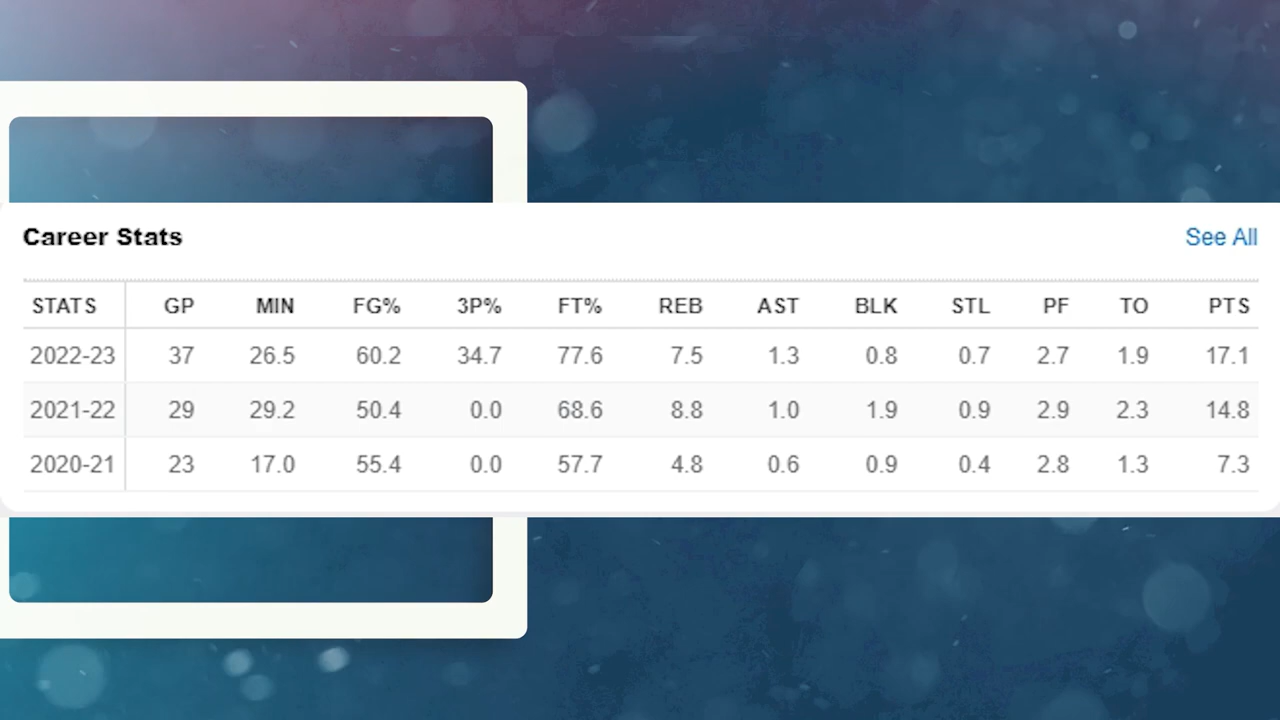 Career Stats See All
STATS GP MIN FG% 3P% FT% REB AST BLK STL PF TO PTS
2022-23 37 26.5 60.2 34.7 77.6 7.5 1.3 0.8 0.7 2.7 1.9 17.1
2021-22 29 29.2 50.4 0.0 68.6 8.8 1.0 1.9 0.9 2.9 2.3 14.8
2020-21 23 17.0 55.4 0.0 57.7 4.8 0.6 0.9 0.4 2.8 1.3 7.3